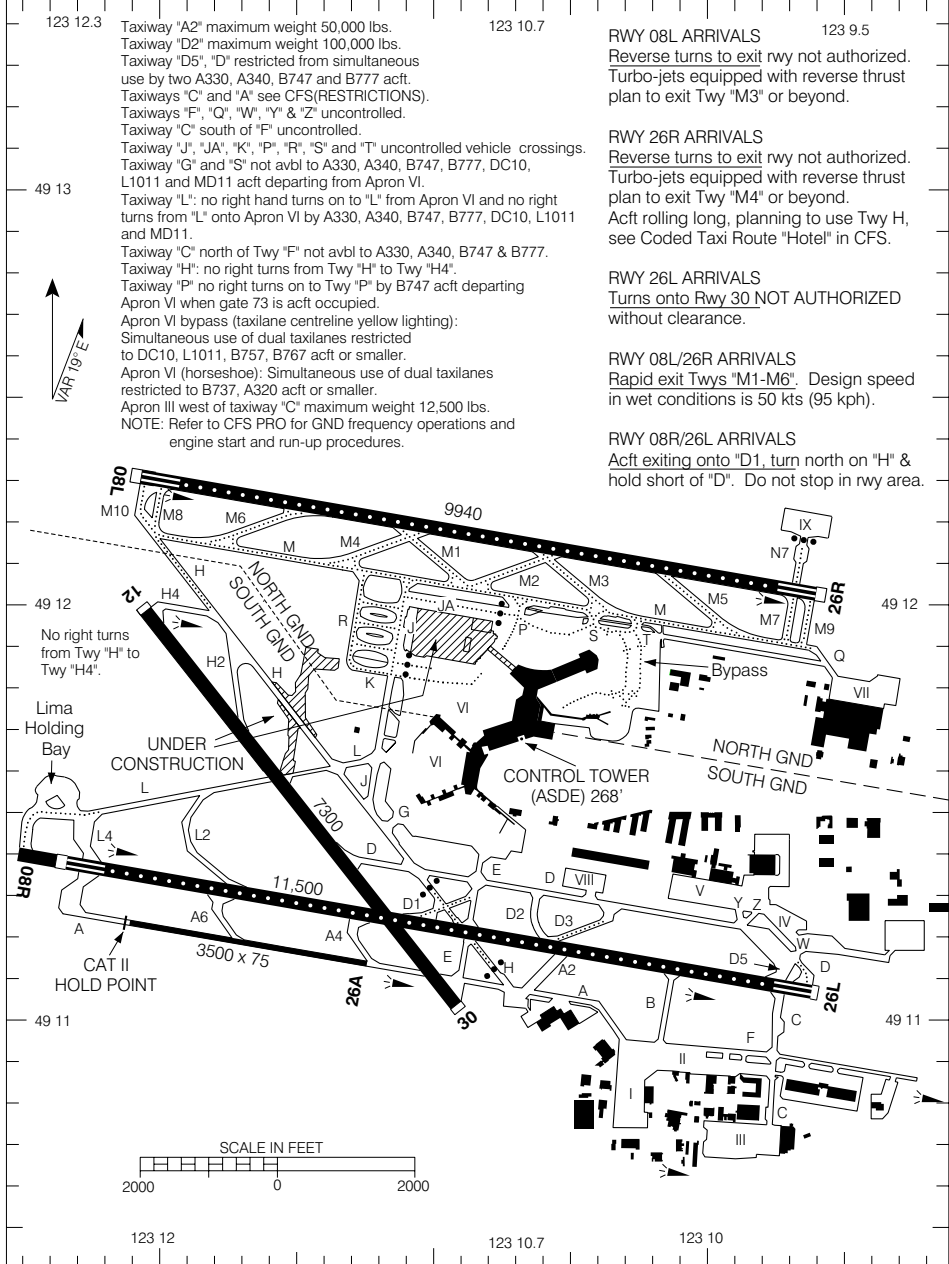 123 12.3
123 10.7
123 9.5
Taxiway "A2" maximum weight 50,000 lbs.
Taxiway "D2" maximum weight 100,000 lbs.
Taxiway "D5", "D" restricted from simultaneous
use by two A330, A340, B747 and B777 acft.
Taxiways "C" and "A" see CFS(RESTRICTIONS).
Taxiways "F", "Q", "W", "Y" & "Z" uncontrolled.
Taxiway "C" south of "F" uncontrolled.
Taxiway "J", "JA", "K", "P", "R", "S" and "T" uncontrolled vehicle crossings.
Taxiway "G" and "S" not avbl to A330, A340, B747, B777, DC10,
L1011 and MD11 acft departing from Apron VI.
Taxiway "L": no right hand turns on to "L" from Apron VI and no right
turns from "L" onto Apron VI by A330, A340, B747, B777, DC10, L1011
and MD11.
Taxiway "C" north of Twy "F" not avbl to A330, A340, B747 & B777.
Taxiway "H": no right turns from Twy "H" to Twy "H4".
Taxiway "P" no right turns on to Twy "P" by B747 acft departing
Apron VI when gate 73 is acft occupied.
Apron VI bypass (taxilane centreline yellow lighting):
Simultaneous use of dual taxilanes restricted
to DC10, L1011, B757, B767 acft or smaller.
Apron VI (horseshoe): Simultaneous use of dual taxilanes
restricted to B737, A320 acft or smaller.
Apron III west of taxiway "C" maximum weight 12,500 lbs.
NOTE: Refer to CFS PRO for GND frequency operations and
engine start and run-up procedures.
RWY 08L ARRIVALS
Reverse turns to exit rwy not authorized.
Turbo-jets equipped with reverse thrust
plan to exit Twy "M3" or beyond.
RWY 26R ARRIVALS
Reverse turns to exit rwy not authorized.
Turbo-jets equipped with reverse thrust
plan to exit Twy "M4" or beyond.
Acft rolling long, planning to use Twy H,
see Coded Taxi Route "Hotel" in CFS.
RWY 26L ARRIVALS
Turns onto Rwy 30 NOT AUTHORIZED
without clearance.
RWY 08L/26R ARRIVALS
Rapid exit Twys "M1-M6". Design speed
in wet conditions is 50 kts (95 kph).
RWY 08R/26L ARRIVALS
Acft exiting onto "D1, turn north on "H" &
hold short of "D". Do not stop in rwy area.
49 13
VAR 19° E
08L
M10
M8
M6
M
M4
9940
M1
M2
M3
M
M5
M7
M9
26R
IX
N7
49 12
49 12
12
H
H4
H2
H
NORTH GND
SOUTH GND
R
J
JA
P
S
T
K
Q
VII
Bypass
No right turns
from Twy "H" to
Twy "H4".
Lima
Holding
Bay
UNDER
CONSTRUCTION
VI
VI
CONTROL TOWER
(ASDE) 268'
NORTH GND
SOUTH GND
L
L
J
G
7300
L4
L2
D
E
D
VIII
V
Y
Z
IV
W
D
08R
11,500
D1
D2
D3
D5
26L
A
A6
A4
E
H
A2
A
B
C
F
CAT II
HOLD POINT
3500 x 75
26A
30
49 11
II
I
III
C
SCALE IN FEET
2000
0
2000
123 12
123 10.7
123 10